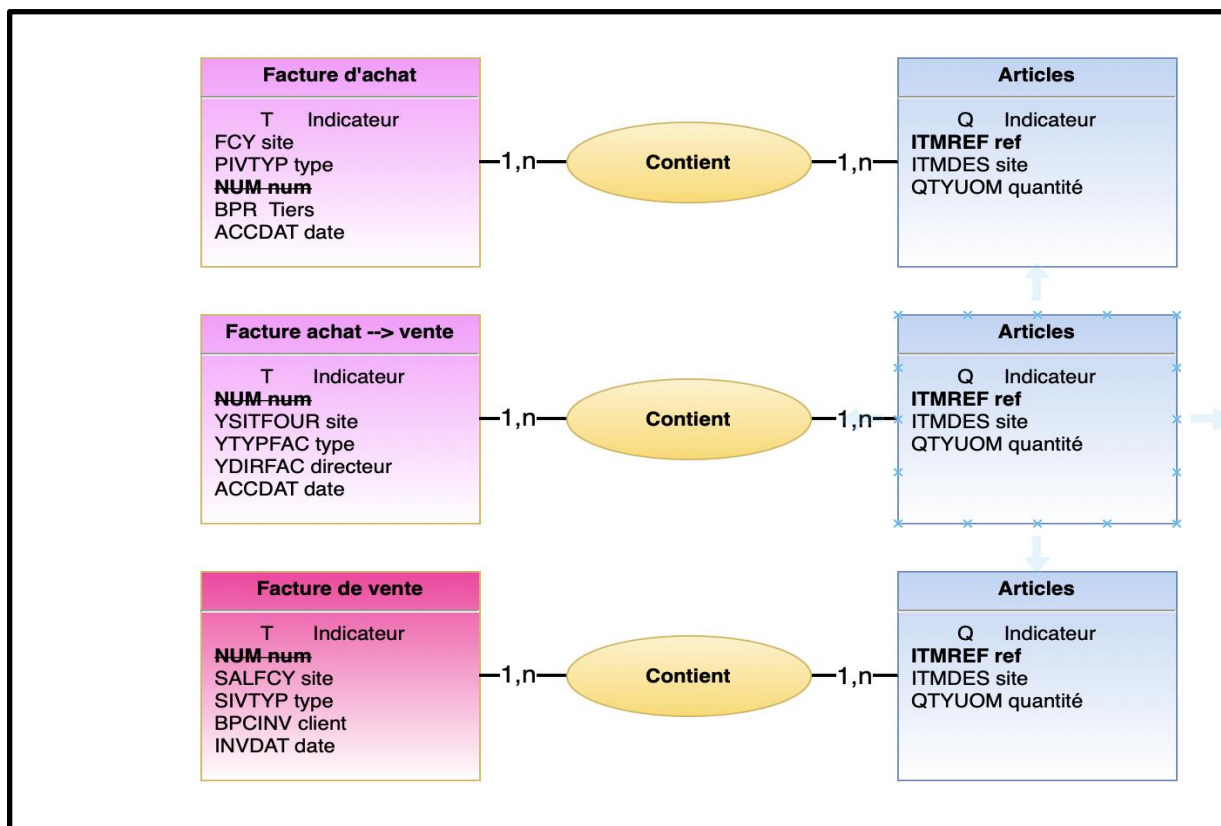 Facture d'achat
T Indicateur
FCY site
PIVTYP type
NUM num
BPR Tiers
ACCDAT date
1,n
Contient
1,n
Articles
Q Indicateur
ITMREF ref
ITMDES site
QTYUOM quantité
Facture achat --> vente
T Indicateur
NUM num
YSITFOUR site
YTYPFAC type
YDIRFAC directeur
ACCDAT date
1,n
Contient
1,n
Articles
Q Indicateur
ITMREF ref
ITMDES site
QTYUOM quantité
Facture de vente
T Indicateur
NUM num
SALFCY site
SIVTYP type
BPCINV client
INVDAT date
1,n
Contient
1,n
Articles
Q Indicateur
ITMREF ref
ITMDES site
QTYUOM quantité